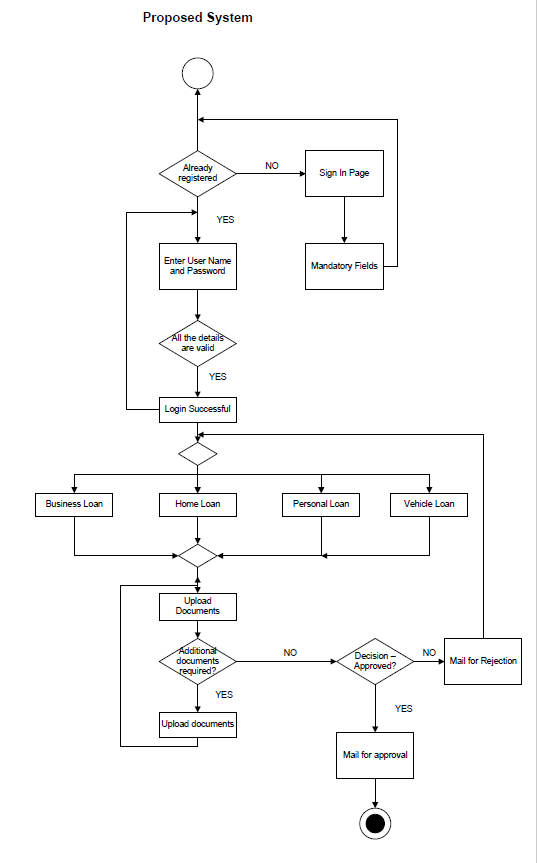 Proposed System
Already
registered
NO
Sign In Page
YES
Enter User Name
and Password
Mandatory Fields
All the details
are valid
YES
Login Successful
Business Loan
Home Loan
Personal Loan
Vehicle Loan
Upload
Documents
Additional
documents
required?
NO
Decision –
Approved?
NO
Mail for Rejection
YES
YES
Upload documents
Mail for approval